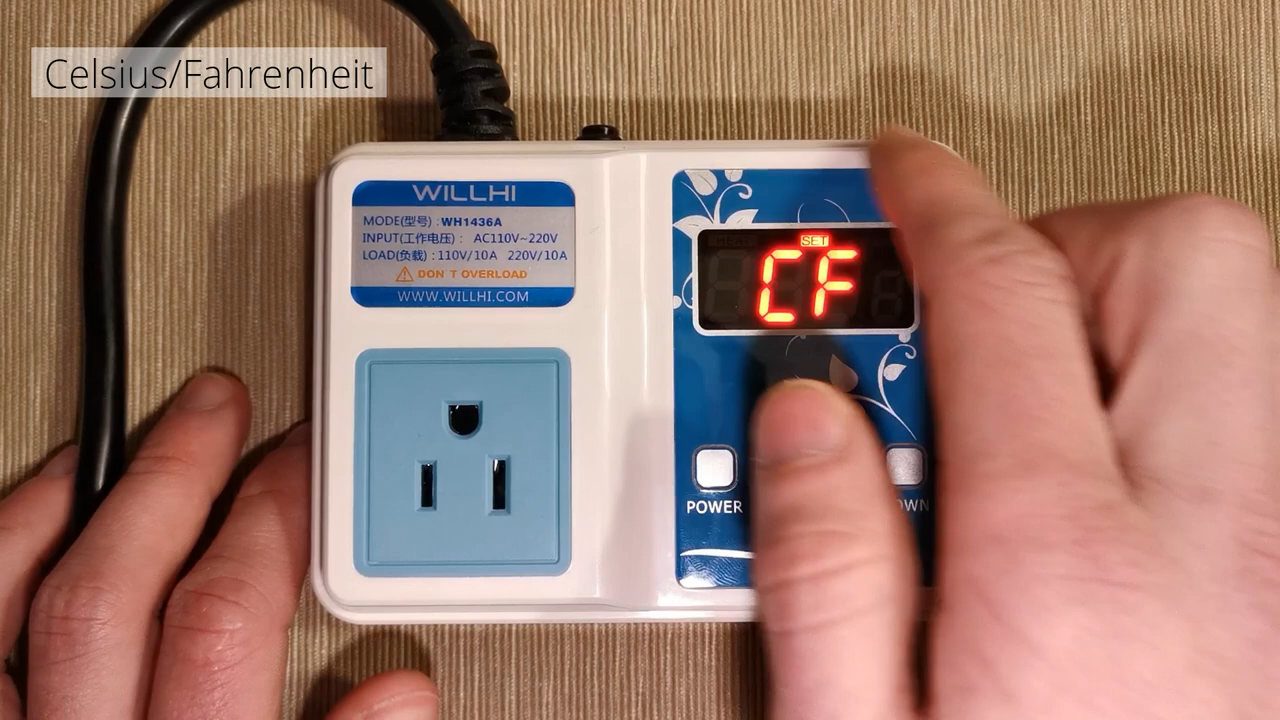 Celsius/Fahrenheit
WILLHI
MODE(型号) : WH1436A
INPUT(工作电压) : AC110V~220V
LOAD(负载) : 110V/10A 220V/10A
DON T OVERLOAD
WWW.WILLHI.COM
SET
CF
POWER
OWN